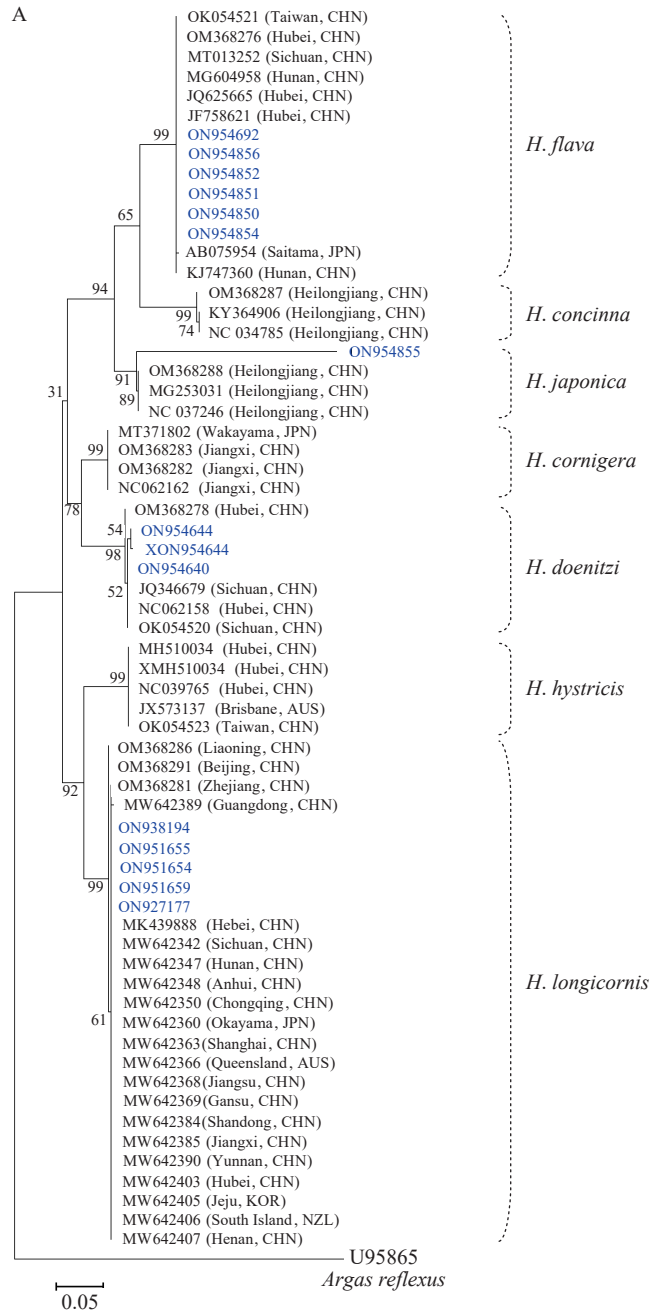 A
OK054521 (Taiwan, CHN)
OM368276 (Hubei, CHN)
MT013252 (Sichuan, CHN)
MG604958 (Hunan, CHN)
JQ625665 (Hubei, CHN)
JF758621 (Hubei, CHN)
99
ON954692
H. flava
ON954856
ON954852
ON954851
ON954850
65
ON954854
AB075954 (Saitama, JPN)
KJ747360 (Hunan, CHN)
94
OM368287 (Heilongjiang, CHN)
99
KY364906 (Heilongjiang, CHN)
H. concinna
74
NC 034785 (Heilongjiang, CHN)
ON954855
91
OM368288 (Heilongjiang, CHN)
31
MG253031 (Heilongjiang, CHN)
H. japonica
89
NC 037246 (Heilongjiang, CHN)
MT371802 (Wakayama, JPN)
99
OM368283 (Jiangxi, CHN)
H. cornigera
OM368282 (Jiangxi, CHN)
NC062162 (Jiangxi, CHN)
78
OM368278 (Hubei, CHN)
54
ON954644
98
XON954644
H. doenitzi
ON954640
52
JQ346679 (Sichuan, CHN)
NC062158 (Hubei, CHN)
OK054520 (Sichuan, CHN)
MH510034 (Hubei, CHN)
XMH510034 (Hubei, CHN)
99
NC039765 (Hubei, CHN)
H. hystricis
JX573137 (Brisbane, AUS)
OK054523 (Taiwan, CHN)
OM368286 (Liaoning, CHN)
OM368291 (Beijing, CHN)
92
OM368281 (Zhejiang, CHN)
MW642389 (Guangdong, CHN)
ON938194
ON951655
ON951654
99
ON951659
ON927177
MK439888 (Hebei, CHN)
MW642342 (Sichuan, CHN)
MW642347 (Hunan, CHN)
MW642348 (Anhui, CHN)
H. longicornis
MW642350 (Chongqing, CHN)
61
MW642360 (Okayama, JPN)
MW642363(Shanghai, CHN)
MW642366 (Queensland, AUS)
MW642368(Jiangsu, CHN)
MW642369(Gansu, CHN)
MW642384(Shandong, CHN)
MW642385 (Jiangxi, CHN)
MW642390 (Yunnan, CHN)
MW642403 (Hubei, CHN)
MW642405 (Jeju, KOR)
MW642406 (South Island, NZL)
MW642407 (Henan, CHN)
U95865
Argas reflexus
0.05